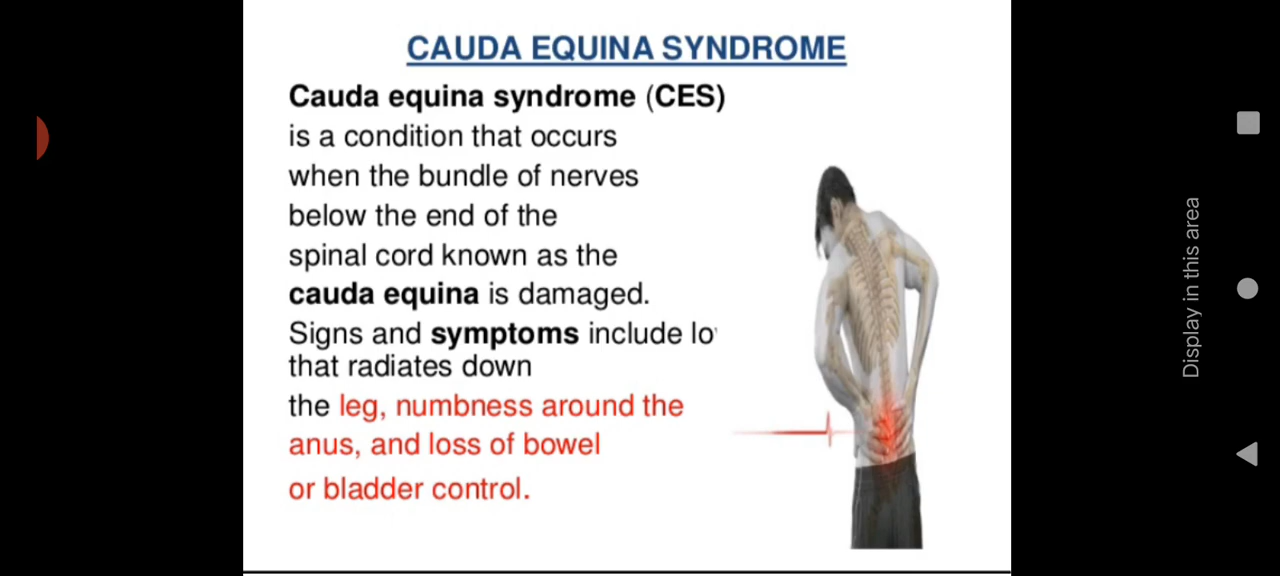 CAUDA EQUINA SYNDROME
Cauda equina syndrome (CES)
is a condition that occurs
when the bundle of nerves
below the end of the
spinal cord known as the
cauda equina is damaged.
Signs and symptoms include
that radiates down
the leg, numbness around the
anus, and loss of bowel
or bladder control.
Display in this area